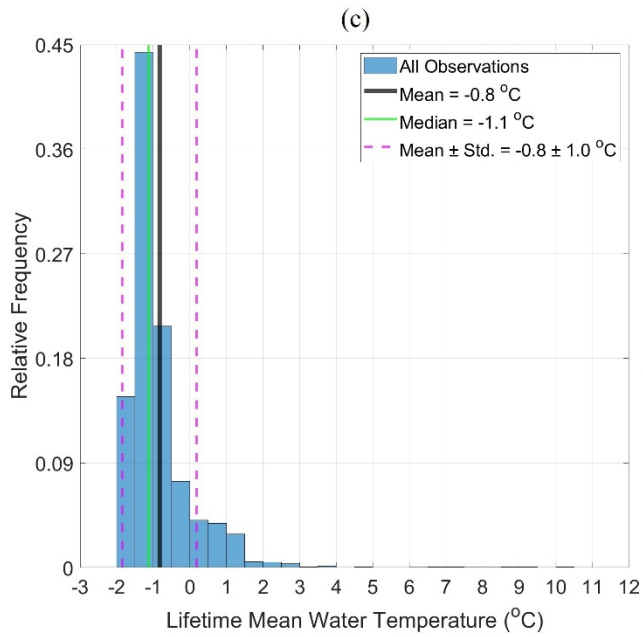 (c)
0.45
0.36
0.27
0.18
0.09
0
Relative Frequency
All Observations
Mean = -0.8 °C
Median = -1.1 °C
Mean ± Std. = -0.8 ± 1.0 °C
-3 -2 -1 0 1 2 3 4 5 6 7 8 9 10 11 12
Lifetime Mean Water Temperature (°C)